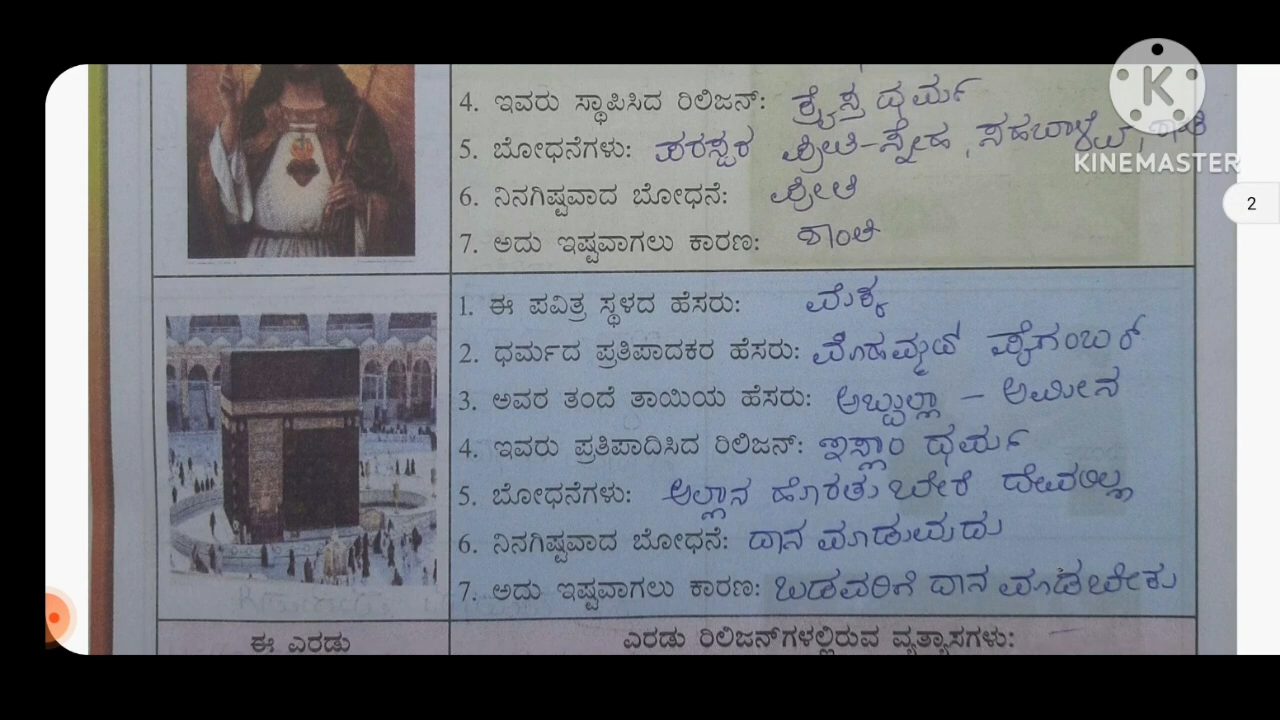 4. ಇವರು ಸ್ಥಾಪಿಸಿದ ರಿಲಿಜನ್: ಕ್ರೈಸ್ತ ಧರ್ಮ
5. ಬೋಧನೆಗಳು: ಪರಸ್ಪರ ಪ್ರೀತಿ-ಸ್ನೇಹ, ಸಹಬಾಳ್ವೆ,
KINEMASTER
6. ನಿನಗಿಷ್ಟವಾದ ಬೋಧನೆ: ಪ್ರೀತಿ
2
7. ಅದು ಇಷ್ಟವಾಗಲು ಕಾರಣ: ಶಾಂತಿ
1. ಈ ಪವಿತ್ರ ಸ್ಥಳದ ಹೆಸರು: ಮೆಕ್ಕ
2. ಧರ್ಮದ ಪ್ರತಿಪಾದಕರ ಹೆಸರು: ಮೊಹಮ್ಮದ್ ಪೈಗಂಬರ್
3. ಅವರ ತಂದೆ ತಾಯಿಯ ಹೆಸರು: ಅಬ್ದುಲ್ಲಾ - ಅಮೀನ
4. ಇವರು ಪ್ರತಿಪಾದಿಸಿದ ರಿಲಿಜನ್: ಇಸ್ಲಾಂ ಧರ್ಮ
5. ಬೋಧನೆಗಳು: ಅಲ್ಲಾನ ಹೊರತು ಬೇರೆ ದೇವರಿಲ್ಲ
6. ನಿನಗಿಷ್ಟವಾದ ಬೋಧನೆ: ದಾನ ಮಾಡುವುದು
7. ಅದು ಇಷ್ಟವಾಗಲು ಕಾರಣ: ಬಡವರಿಗೆ ದಾನ ಮಾಡಬೇಕು
ಈ ಎರಡು
ಎರಡು ರಿಲಿಜನ್‌ಗಳಲ್ಲಿರುವ ವ್ಯತ್ಯಾಸಗಳು: